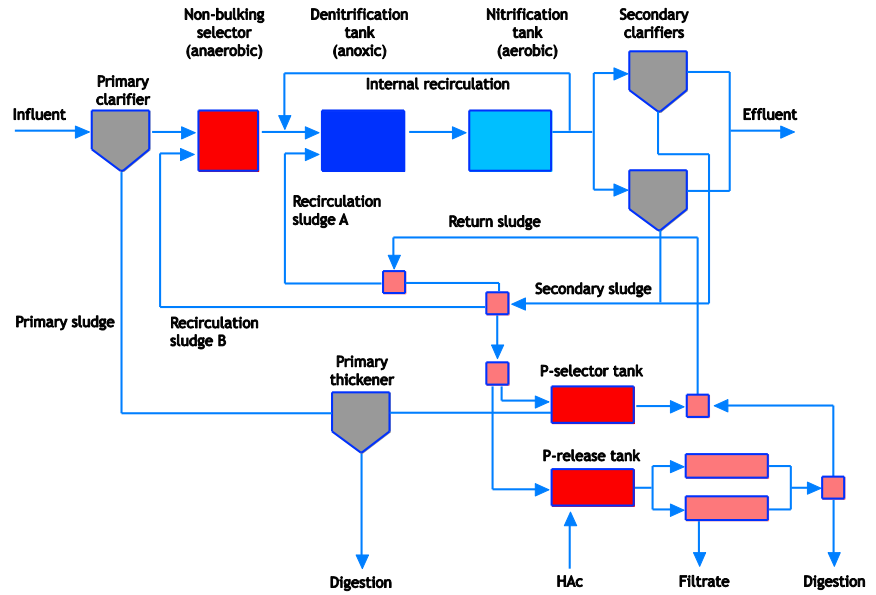 Non-bulking
selector
(anaerobic)
Denitrification
tank
(anoxic)
Nitrification
tank
(aerobic)
Secondary
clarifiers
Primary
clarifier
Internal recirculation
Influent
Effluent
Recirculation
sludge A
Return sludge
Secondary sludge
Primary sludge
Recirculation
sludge B
Primary
thickener
P-selector tank
P-release tank
Digestion
HAc
Filtrate
Digestion